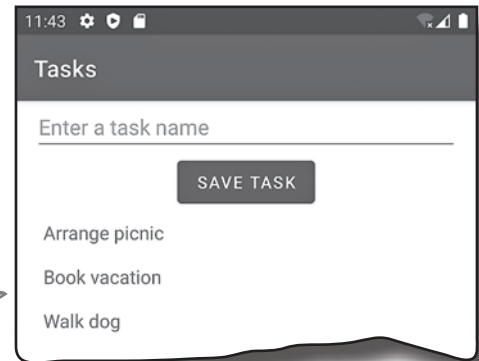 11:43
Tasks
Enter a task name
SAVE TASK
Arrange picnic
Book vacation
Walk dog